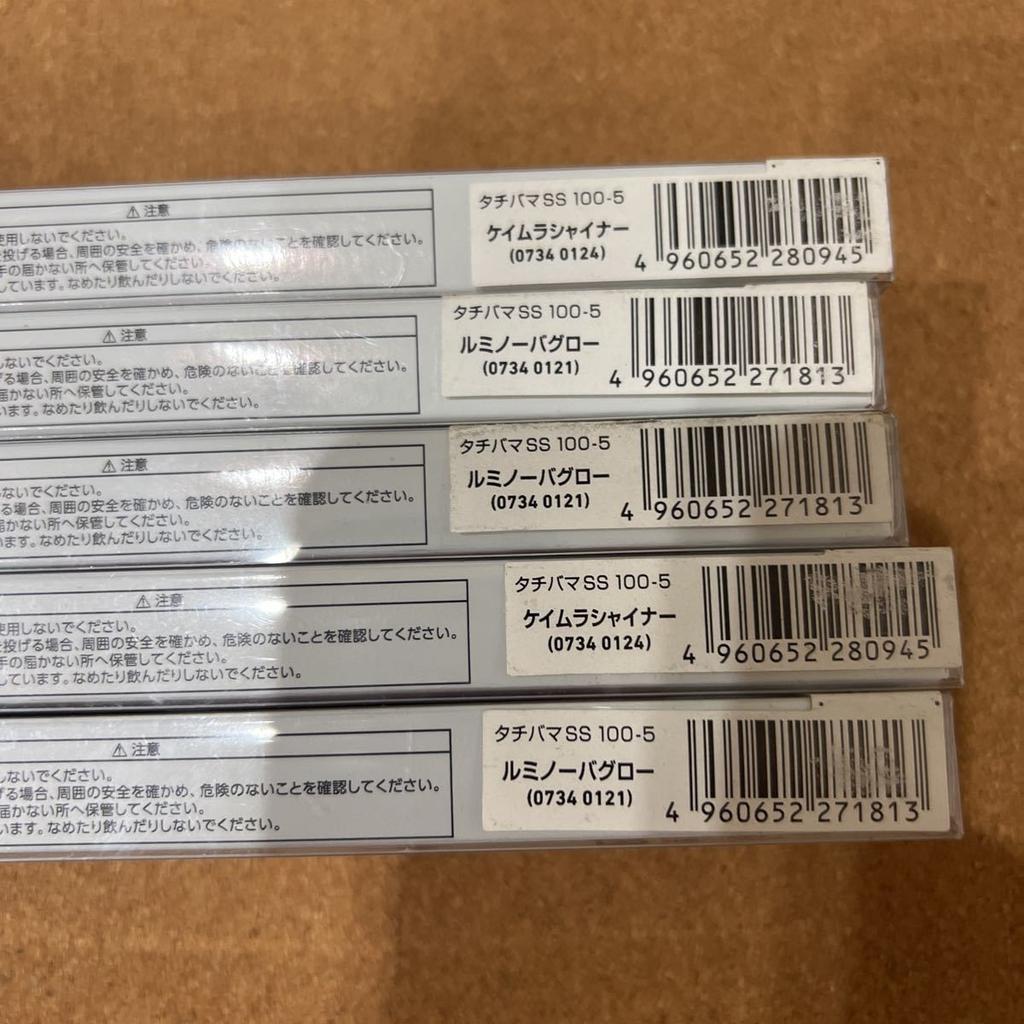 ⚠注意
使用しないでください。
を投げる場合、周囲の安全を確かめ、危険のないことを確認してください。
手の届かない所へ保管してください。
しています。なめたり飲んだりしないでください。
タチバマSS 100-5
ケイムラシャイナー
(0734 0124)
4 960652 280945
⚠注意
しないでください。
げる場合、周囲の安全を確かめ、危険のないことを確認してください。
届かない所へ保管してください。
います。なめたり飲んだりしないでください。
タチバマSS 100-5
ルミノーバグロー
(0734 0121)
4 960652 271813
⚠注意
ないでください。
る場合、周囲の安全を確かめ、危険のないことを確認してください。
届かない所へ保管してください。
います。なめたり飲んだりしないでください。
タチバマSS 100-5
ルミノーバグロー
(0734 0121)
4 960652 271813
⚠注意
使用しないでください。
を投げる場合、周囲の安全を確かめ、危険のないことを確認してください。
手の届かない所へ保管してください。
しています。なめたり飲んだりしないでください。
タチバマSS 100-5
ケイムラシャイナー
(0734 0124)
4 960652 280945
⚠注意
しないでください。
げる場合、周囲の安全を確かめ、危険のないことを確認してください。
届かない所へ保管してください。
います。なめたり飲んだりしないでください。
タチバマSS 100-5
ルミノーバグロー
(0734 0121)
4 960652 271813